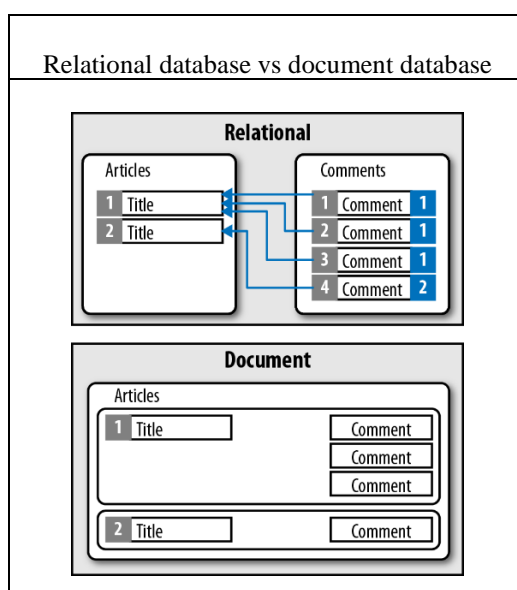 Relational database vs document database
Relational
Articles
Comments
1 Title
2 Title
1 Comment 1
2 Comment 1
3 Comment 1
4 Comment 2
Document
Articles
1 Title
Comment
Comment
Comment
2 Title
Comment